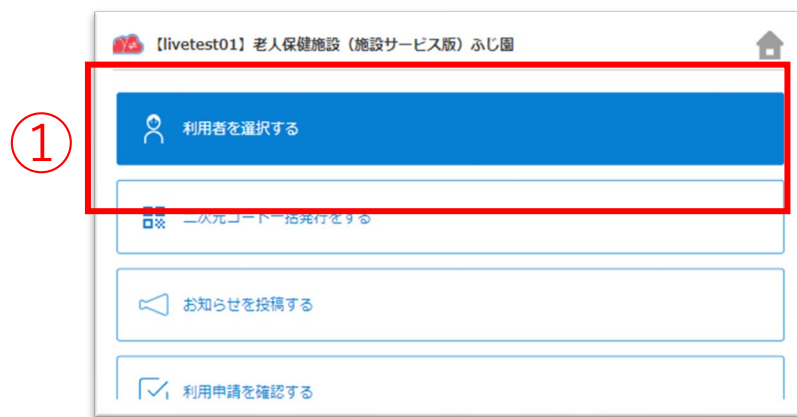 【livetest01】老人保健施設（施設サービス版）ふじ園
①
利用者を選択する
二次元コード一括発行をする
お知らせを投稿する
利用申請を確認する